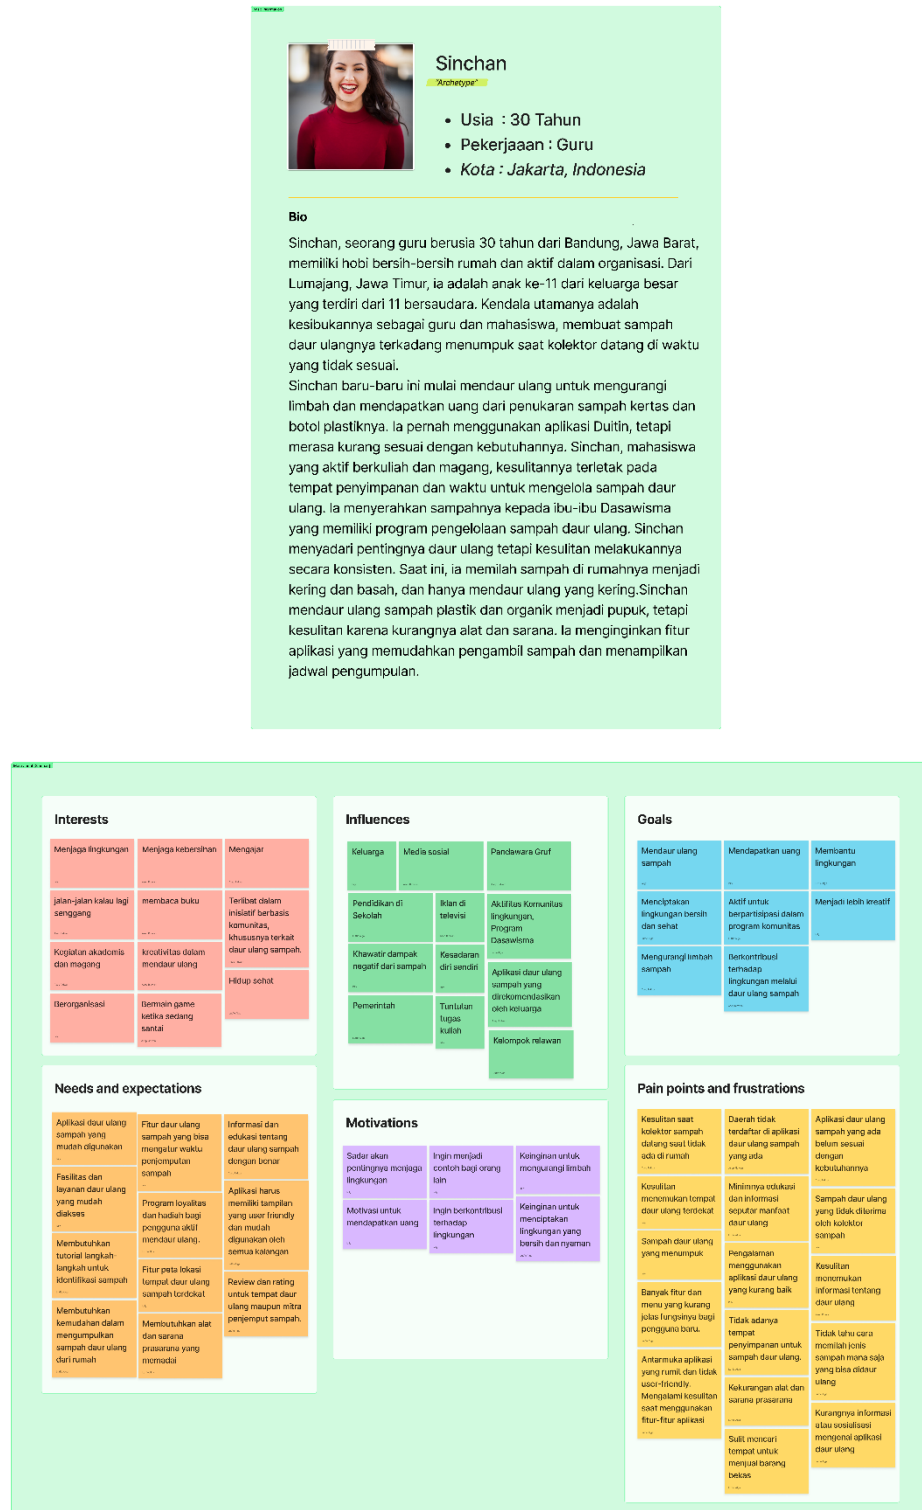 Sinchan
"Archetype"
• Usia : 30 Tahun
• Pekerjaaan : Guru
• Kota : Jakarta, Indonesia
Bio
Sinchan, seorang guru berusia 30 tahun dari Bandung, Jawa Barat,
memiliki hobi bersih-bersih rumah dan aktif dalam organisasi. Dari
Lumajang, Jawa Timur, ia adalah anak ke-11 dari keluarga besar
yang terdiri dari 11 bersaudara. Kendala utamanya adalah
kesibukannya sebagai guru dan mahasiswa, membuat sampah
daur ulangnya terkadang menumpuk saat kolektor datang di waktu
yang tidak sesuai.
Sinchan baru-baru ini mulai mendaur ulang untuk mengurangi
limbah dan mendapatkan uang dari penukaran sampah kertas dan
botol plastiknya. Ia pernah menggunakan aplikasi Duitin, tetapi
merasa kurang sesuai dengan kebutuhannya. Sinchan, mahasiswa
yang aktif berkuliah dan magang, kesulitannya terletak pada
tempat penyimpanan dan waktu untuk mengelola sampah daur
ulang. Ia menyerahkan sampahnya kepada ibu-ibu Dasawisma
yang memiliki program pengelolaan sampah daur ulang. Sinchan
menyadari pentingnya daur ulang tetapi kesulitan melakukannya
secara konsisten. Saat ini, ia memilah sampah di rumahnya menjadi
kering dan basah, dan hanya mendaur ulang yang kering.Sinchan
mendaur ulang sampah plastik dan organik menjadi pupuk, tetapi
kesulitan karena kurangnya alat dan sarana. Ia menginginkan fitur
aplikasi yang memudahkan pengambil sampah dan menampilkan
jadwal pengumpulan.
Interests
Menjaga lingkungan
Menjaga kebersihan
Mengajar
jalan-jalan kalau lagi
senggang
membaca buku
Terlibat dalam
inisiatif berbasis
komunitas,
khususnya terkait
daur ulang sampah.
Kegiatan akademis
dan magang
kreativitas dalam
mendaur ulang
Hidup sehat
Berorganisasi
Bermain game
ketika sedang
santai
Influences
Keluarga
Media sosial
Pandawara Gruf
Pendidikan di
Sekolah
Iklan di
televisi
Aktifitas Komunitas
lingkungan,
Program
Dasawisma
Khawatir dampak
negatif dari sampah
Kesadaran
diri sendiri
Aplikasi daur ulang
sampah yang
direkomendasikan
oleh keluarga
Pemerintah
Tuntutan
tugas
kuliah
Kelompok relawan
Goals
Mendaur ulang
sampah
Mendapatkan uang
Membantu
lingkungan
Menciptakan
lingkungan bersih
dan sehat
Aktif untuk
berpartisipasi dalam
program komunitas
Menjadi lebih kreatif
Mengurangi limbah
sampah
Berkontribusi
terhadap
lingkungan melalui
daur ulang sampah
Needs and expectations
Aplikasi daur ulang
sampah yang
mudah digunakan
Fitur daur ulang
sampah yang bisa
mengatur waktu
penjemputan
sampah
Informasi dan
edukasi tentang
daur ulang sampah
dengan benar
Fasilitas dan
layanan daur ulang
yang mudah
diakses
Program loyalitas
dan hadiah bagi
pengguna aktif
mendaur ulang.
Aplikasi harus
memiliki tampilan
yang user friendly
dan mudah
digunakan oleh
semua kalangan
Membutuhkan
tutorial langkah-
langkah untuk
identifikasi sampah
Fitur peta lokasi
tempat daur ulang
sampah terdekat
Review dan rating
untuk tempat daur
ulang maupun mitra
penjemput sampah.
Membutuhkan
kemudahan dalam
mengumpulkan
sampah daur ulang
dari rumah
Membutuhkan alat
dan sarana
prasarana yang
memadai
Motivations
Sadar akan
pentingnya menjaga
lingkungan
Ingin menjadi
contoh bagi orang
lain
Keinginan untuk
mengurangi limbah
Motivasi untuk
mendapatkan uang
Ingin berkontribusi
terhadap
lingkungan
Keinginan untuk
menciptakan
lingkungan yang
bersih dan nyaman
Pain points and frustrations
Kesulitan saat
kolektor sampah
datang saat tidak
ada di rumah
Daerah tidak
terdaftar di aplikasi
daur ulang sampah
yang ada
Aplikasi daur ulang
sampah yang ada
belum sesuai
dengan
kebutuhannya
Kesulitan
menemukan tempat
daur ulang terdekat
Minimnya edukasi
dan informasi
seputar manfaat
daur ulang
Sampah daur ulang
yang tidak diterima
oleh kolektor
sampah
Sampah daur ulang
yang menumpuk
Pengalaman
menggunakan
aplikasi daur ulang
yang kurang baik
Kesulitan
menemukan
informasi tentang
daur ulang
Banyak fitur dan
menu yang kurang
jelas fungsinya bagi
pengguna baru.
Tidak adanya
tempat
penyimpanan untuk
sampah daur ulang.
Tidak tahu cara
memilah jenis
sampah mana saja
yang bisa didaur
ulang
Antarmuka aplikasi
yang rumit dan tidak
user-friendly.
Mengalami kesulitan
saat menggunakan
fitur-fitur aplikasi
Kekurangan alat dan
sarana prasarana
Kurangnya informasi
atau sosialisasi
mengenai aplikasi
daur ulang
Sulit mencari
tempat untuk
menjual barang
bekas